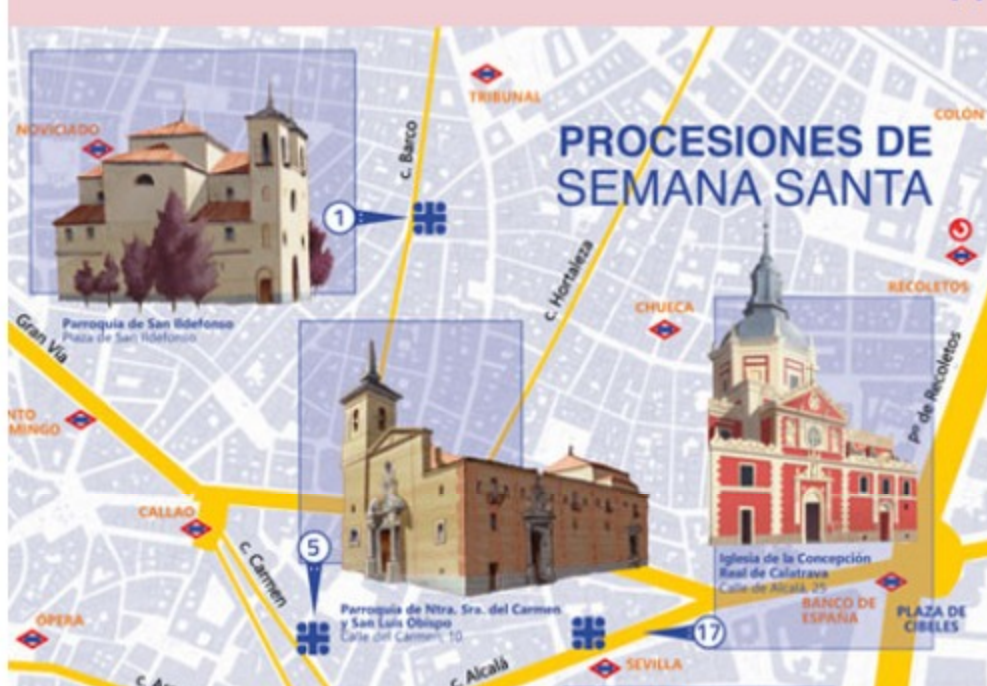 PROCESIONES DE
SEMANA SANTA
TRIBUNAL
COLÓN
NOVICIADO
c. Barco
1
c. Hortaleza
RECOLETOS
CHUECA
Parroquia de San Ildefonso
Plaza de San Ildefonso
Gran Vía
Pº de Recoletos
NTO
MINGO
CALLAO
5
c. Carmen
Iglesia de la Concepción
Real de Calatrava
Calle de Alcalá, 25
BANCO DE
ESPAÑA
PLAZA DE
CIBELES
Parroquia de Ntra. Sra. del Carmen
y San Luis Obispo
Calle del Carmen, 10
ÓPERA
17
c. Alcalá
SEVILLA